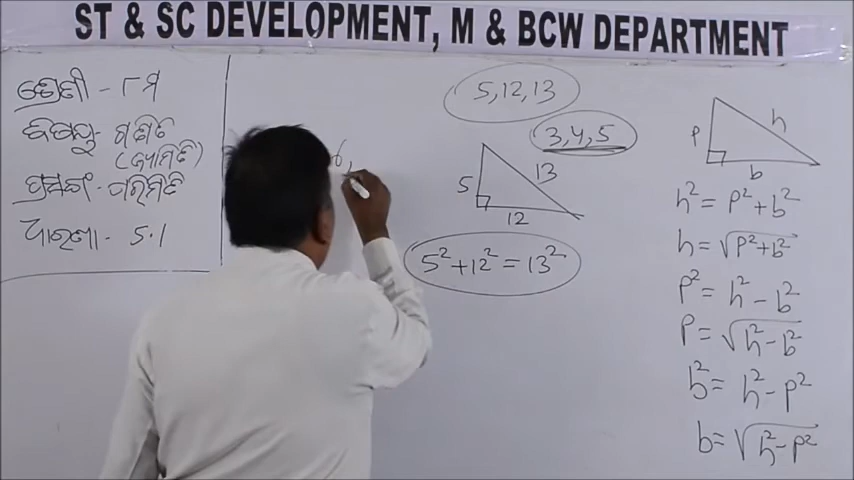 ST & SC DEVELOPMENT, M & BCW DEPARTMENT
ଶ୍ରେଣୀ - ୮ମ
ବିଷୟ - ଗଣିତ
(ଜ୍ୟାମିତି)
ପ୍ରସଙ୍ଗ - ପରିମିତି
ଧାରଣା - 5.1
5,12,13
3,4,5
5
13
12
5² + 12² = 13²
p
h
b
h² = p² + b²
h = √p² + b²
p² = h² - b²
p = √h² - b²
b² = h² - p²
b = √h² - p²